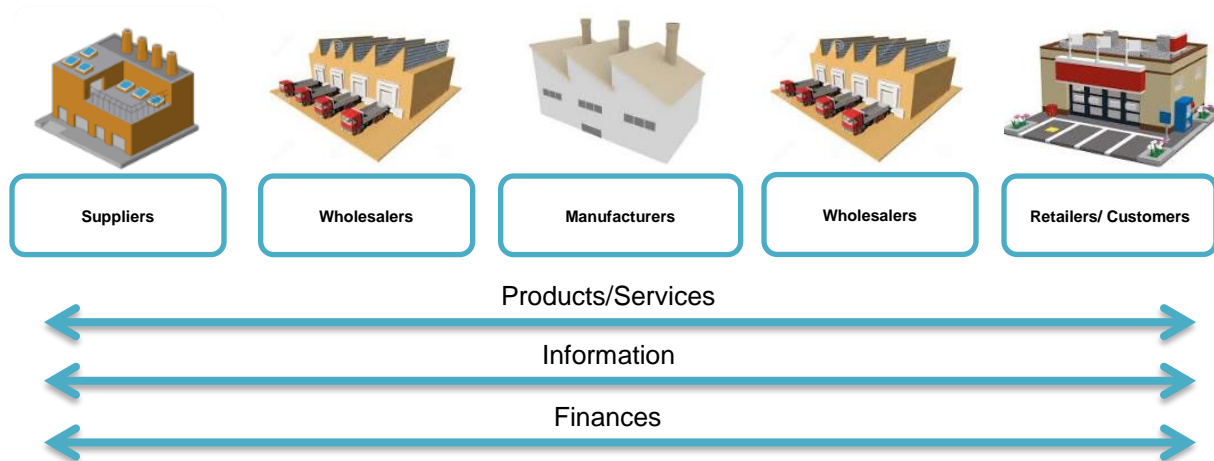 Suppliers
Wholesalers
Manufacturers
Wholesalers
Retailers/ Customers
Products/Services
Information
Finances